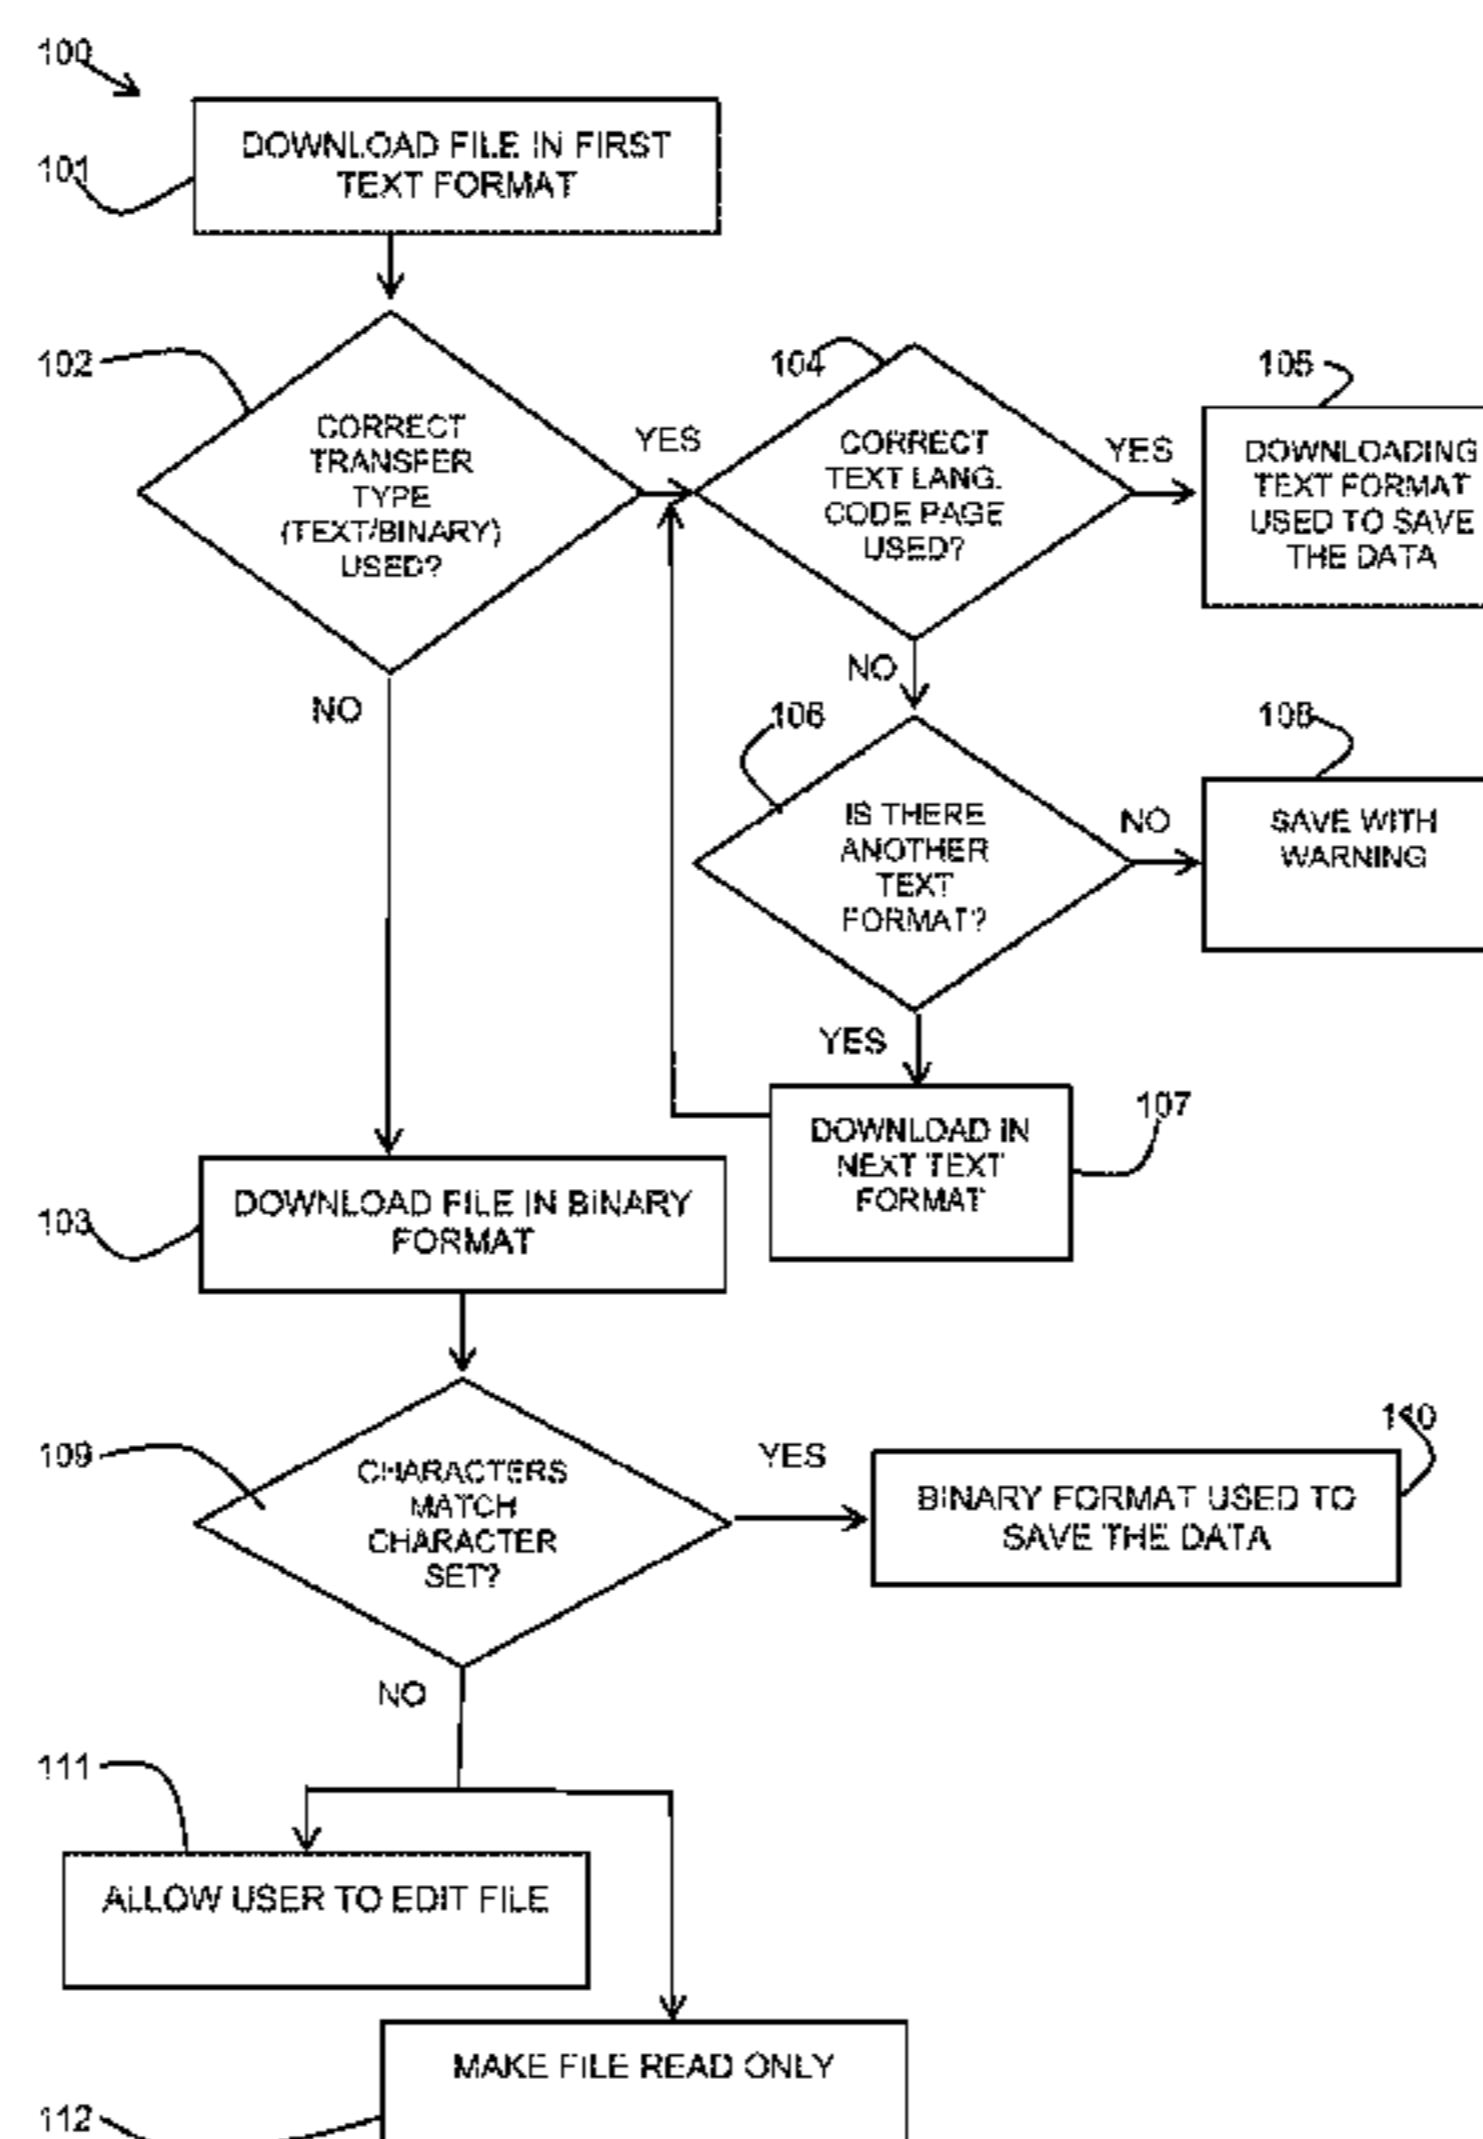 100
101
DOWNLOAD FILE IN FIRST
TEXT FORMAT
102
CORRECT
TRANSFER
TYPE
(TEXT/BINARY)
USED?
YES
NO
104
CORRECT
TEXT LANG.
CODE PAGE
USED?
YES
NO
105
DOWNLOADING
TEXT FORMAT
USED TO SAVE
THE DATA
106
IS THERE
ANOTHER
TEXT
FORMAT?
NO
YES
108
SAVE WITH
WARNING
107
DOWNLOAD IN
NEXT TEXT
FORMAT
103
DOWNLOAD FILE IN BINARY
FORMAT
109
CHARACTERS
MATCH
CHARACTER
SET?
YES
NO
110
BINARY FORMAT USED TO
SAVE THE DATA
111
ALLOW USER TO EDIT FILE
MAKE FILE READ ONLY
112